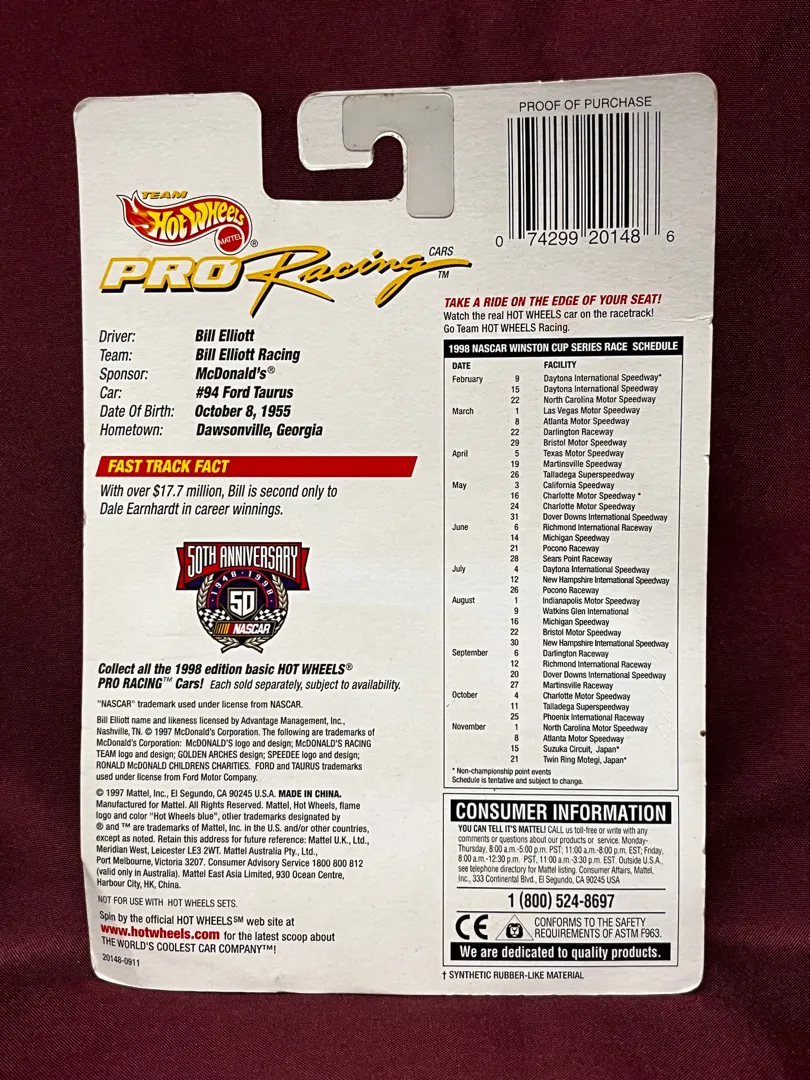 PROOF OF PURCHASE
0 74299 20148 6
TEAM
Hot Wheels
MATTEL ®
PRO Racing CARS ™
Driver: Bill Elliott
Team: Bill Elliott Racing
Sponsor: McDonald's®
Car: #94 Ford Taurus
Date Of Birth: October 8, 1955
Hometown: Dawsonville, Georgia
FAST TRACK FACT
With over $17.7 million, Bill is second only to
Dale Earnhardt in career winnings.
50TH ANNIVERSARY
1948 · 1998
50
NASCAR
Collect all the 1998 edition basic HOT WHEELS®
PRO RACING™ Cars! Each sold separately, subject to availability.
"NASCAR" trademark used under license from NASCAR.
Bill Elliott name and likeness licensed by Advantage Management, Inc.,
Nashville, TN. © 1997 McDonald's Corporation. The following are trademarks of
McDonald's Corporation: McDONALD'S logo and design; McDONALD'S RACING
TEAM logo and design; GOLDEN ARCHES design; SPEEDEE logo and design;
RONALD McDONALD CHILDRENS CHARITIES. FORD and TAURUS trademarks
used under license from Ford Motor Company.
© 1997 Mattel, Inc., El Segundo, CA 90245 U.S.A. MADE IN CHINA.
Manufactured for Mattel. All Rights Reserved. Mattel, Hot Wheels, flame
logo and color "Hot Wheels blue", other trademarks designated by
® and ™ are trademarks of Mattel, Inc. in the U.S. and/or other countries,
except as noted. Retain this address for future reference: Mattel U.K., Ltd.,
Meridian West, Leicester LE3 2WT. Mattel Australia Pty., Ltd.,
Port Melbourne, Victoria 3207. Consumer Advisory Service 1800 800 812
(valid only in Australia). Mattel East Asia Limited, 930 Ocean Centre,
Harbour City, HK, China.
NOT FOR USE WITH HOT WHEELS SETS.
Spin by the official HOT WHEELS℠ web site at
www.hotwheels.com for the latest scoop about
THE WORLD'S COOLEST CAR COMPANY™!
20148-0911
TAKE A RIDE ON THE EDGE OF YOUR SEAT!
Watch the real HOT WHEELS car on the racetrack!
Go Team HOT WHEELS Racing.
1998 NASCAR WINSTON CUP SERIES RACE SCHEDULE
DATE FACILITY
February 9 Daytona International Speedway*
15 Daytona International Speedway
22 North Carolina Motor Speedway
March 1 Las Vegas Motor Speedway
8 Atlanta Motor Speedway
22 Darlington Raceway
29 Bristol Motor Speedway
April 5 Texas Motor Speedway
19 Martinsville Speedway
26 Talladega Superspeedway
May 3 California Speedway
16 Charlotte Motor Speedway *
24 Charlotte Motor Speedway
31 Dover Downs International Speedway
June 6 Richmond International Raceway
14 Michigan Speedway
21 Pocono Raceway
28 Sears Point Raceway
July 4 Daytona International Speedway
12 New Hampshire International Speedway
26 Pocono Raceway
August 1 Indianapolis Motor Speedway
9 Watkins Glen International
16 Michigan Speedway
22 Bristol Motor Speedway
30 New Hampshire International Speedway
September 6 Darlington Raceway
12 Richmond International Raceway
20 Dover Downs International Speedway
27 Martinsville Raceway
October 4 Charlotte Motor Speedway
11 Talladega Superspeedway
25 Phoenix International Raceway
November 1 North Carolina Motor Speedway
8 Atlanta Motor Speedway
15 Suzuka Circuit, Japan*
21 Twin Ring Motegi, Japan*
* Non-championship point events
Schedule is tentative and subject to change.
CONSUMER INFORMATION
YOU CAN TELL IT'S MATTEL! CALL us toll-free or write with any
comments or questions about our products or service. Monday-
Thursday, 8:00 a.m.-5:00 p.m. PST; 11:00 a.m.-8:00 p.m. EST; Friday,
8:00 a.m.-12:30 p.m. PST, 11:00 a.m.-3:30 p.m. EST. Outside U.S.A.,
see telephone directory for Mattel listing. Consumer Affairs, Mattel,
Inc., 333 Continental Blvd., El Segundo, CA 90245 USA
1 (800) 524-8697
CE
CONFORMS TO THE SAFETY
REQUIREMENTS OF ASTM F963.
We are dedicated to quality products.
† SYNTHETIC RUBBER-LIKE MATERIAL